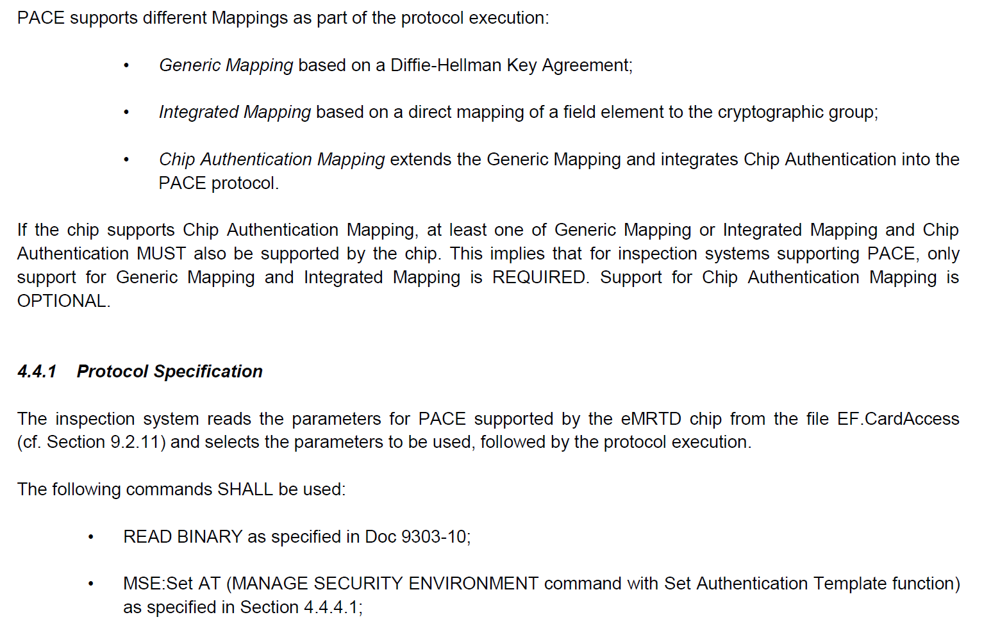 PACE supports different Mappings as part of the protocol execution:
• Generic Mapping based on a Diffie-Hellman Key Agreement;
• Integrated Mapping based on a direct mapping of a field element to the cryptographic group;
• Chip Authentication Mapping extends the Generic Mapping and integrates Chip Authentication into the
PACE protocol.
If the chip supports Chip Authentication Mapping, at least one of Generic Mapping or Integrated Mapping and Chip
Authentication MUST also be supported by the chip. This implies that for inspection systems supporting PACE, only
support for Generic Mapping and Integrated Mapping is REQUIRED. Support for Chip Authentication Mapping is
OPTIONAL.
4.4.1 Protocol Specification
The inspection system reads the parameters for PACE supported by the eMRTD chip from the file EF.CardAccess
(cf. Section 9.2.11) and selects the parameters to be used, followed by the protocol execution.
The following commands SHALL be used:
• READ BINARY as specified in Doc 9303-10;
• MSE:Set AT (MANAGE SECURITY ENVIRONMENT command with Set Authentication Template function)
as specified in Section 4.4.4.1;